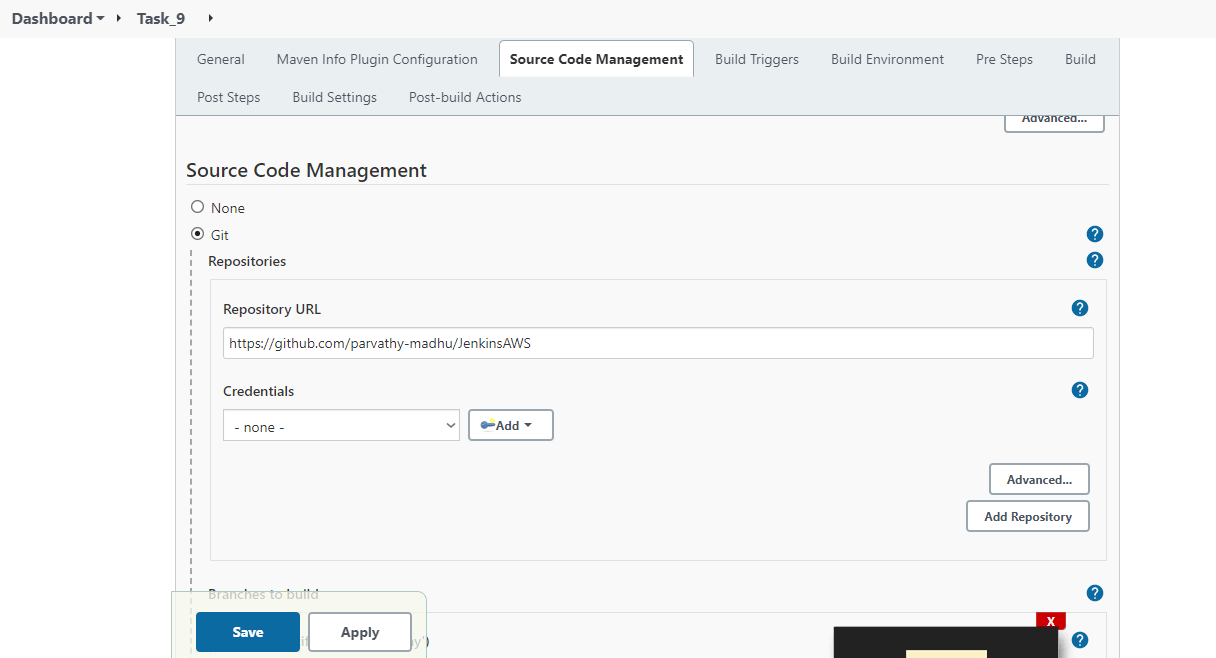 Dashboard Task_9
General Maven Info Plugin Configuration Source Code Management Build Triggers Build Environment Pre Steps Build
Post Steps Build Settings Post-build Actions
Advanced...
Source Code Management
None
Git ?
Repositories ?
Repository URL ?
https://github.com/parvathy-madhu/JenkinsAWS
Credentials ?
- none - Add
Advanced...
Add Repository
Branches to build ?
Save Apply
X
?